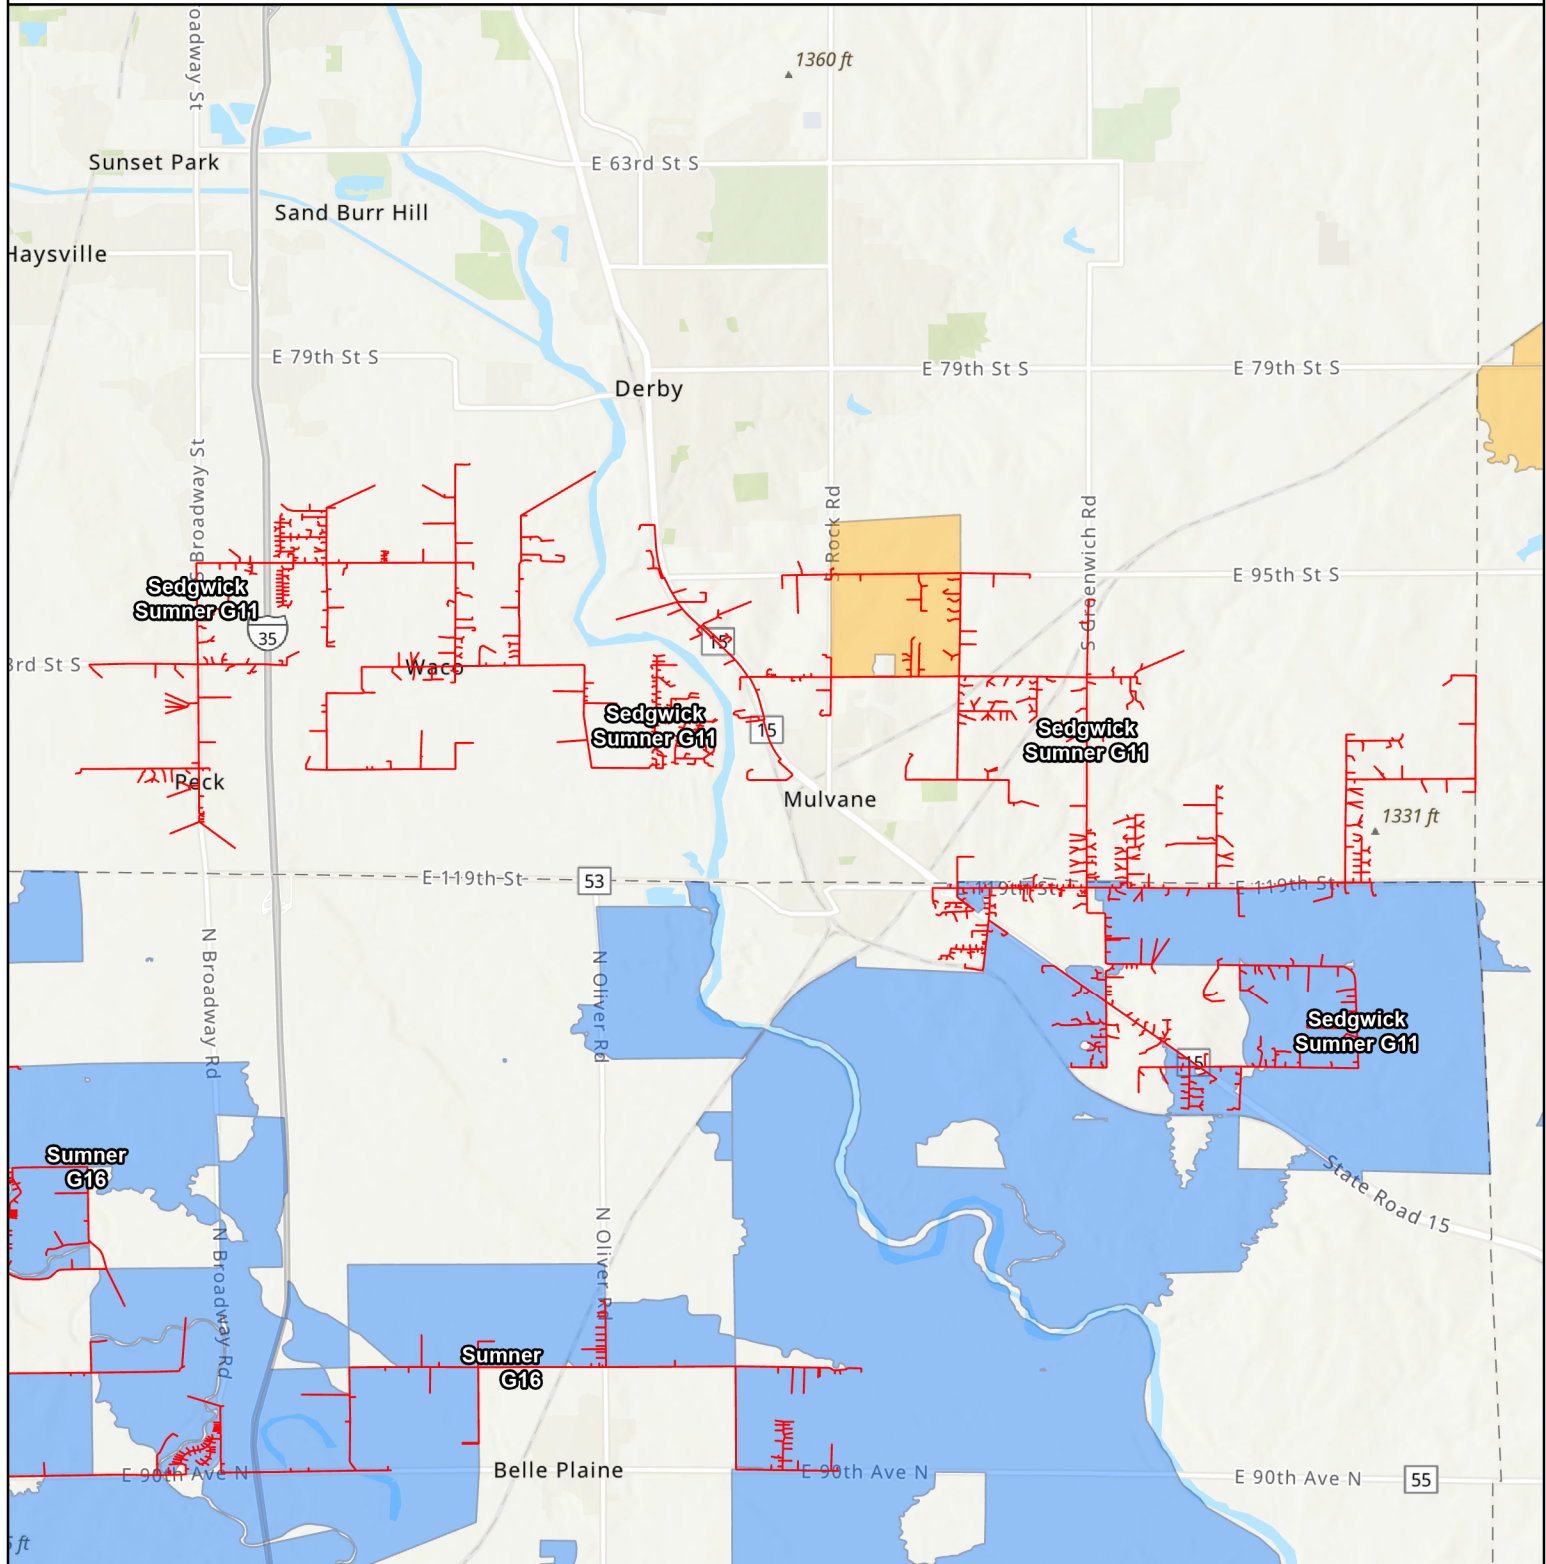 oadway St
1360 ft
Sunset Park
E 63rd St S
Sand Burr Hill
Haysville
E 79th St S
E 79th St S
E 79th St S
Derby
S Broadway St
S Rock Rd
S Greenwich Rd
E 95th St S
Sedgwick
Sumner G11
35
15
3rd St S
Waco
Sedgwick
Sumner G11
15
Sedgwick
Sumner G11
Peck
Mulvane
1331 ft
E 119th St
53
E 119th St
E 119th St
N Broadway Rd
N Oliver Rd
Sedgwick
Sumner G11
15
Sumner
G16
State Road 15
N Broadway Rd
N Oliver Rd
Sumner
G16
E 90th Ave N
Belle Plaine
E 90th Ave N
E 90th Ave N
55
ft